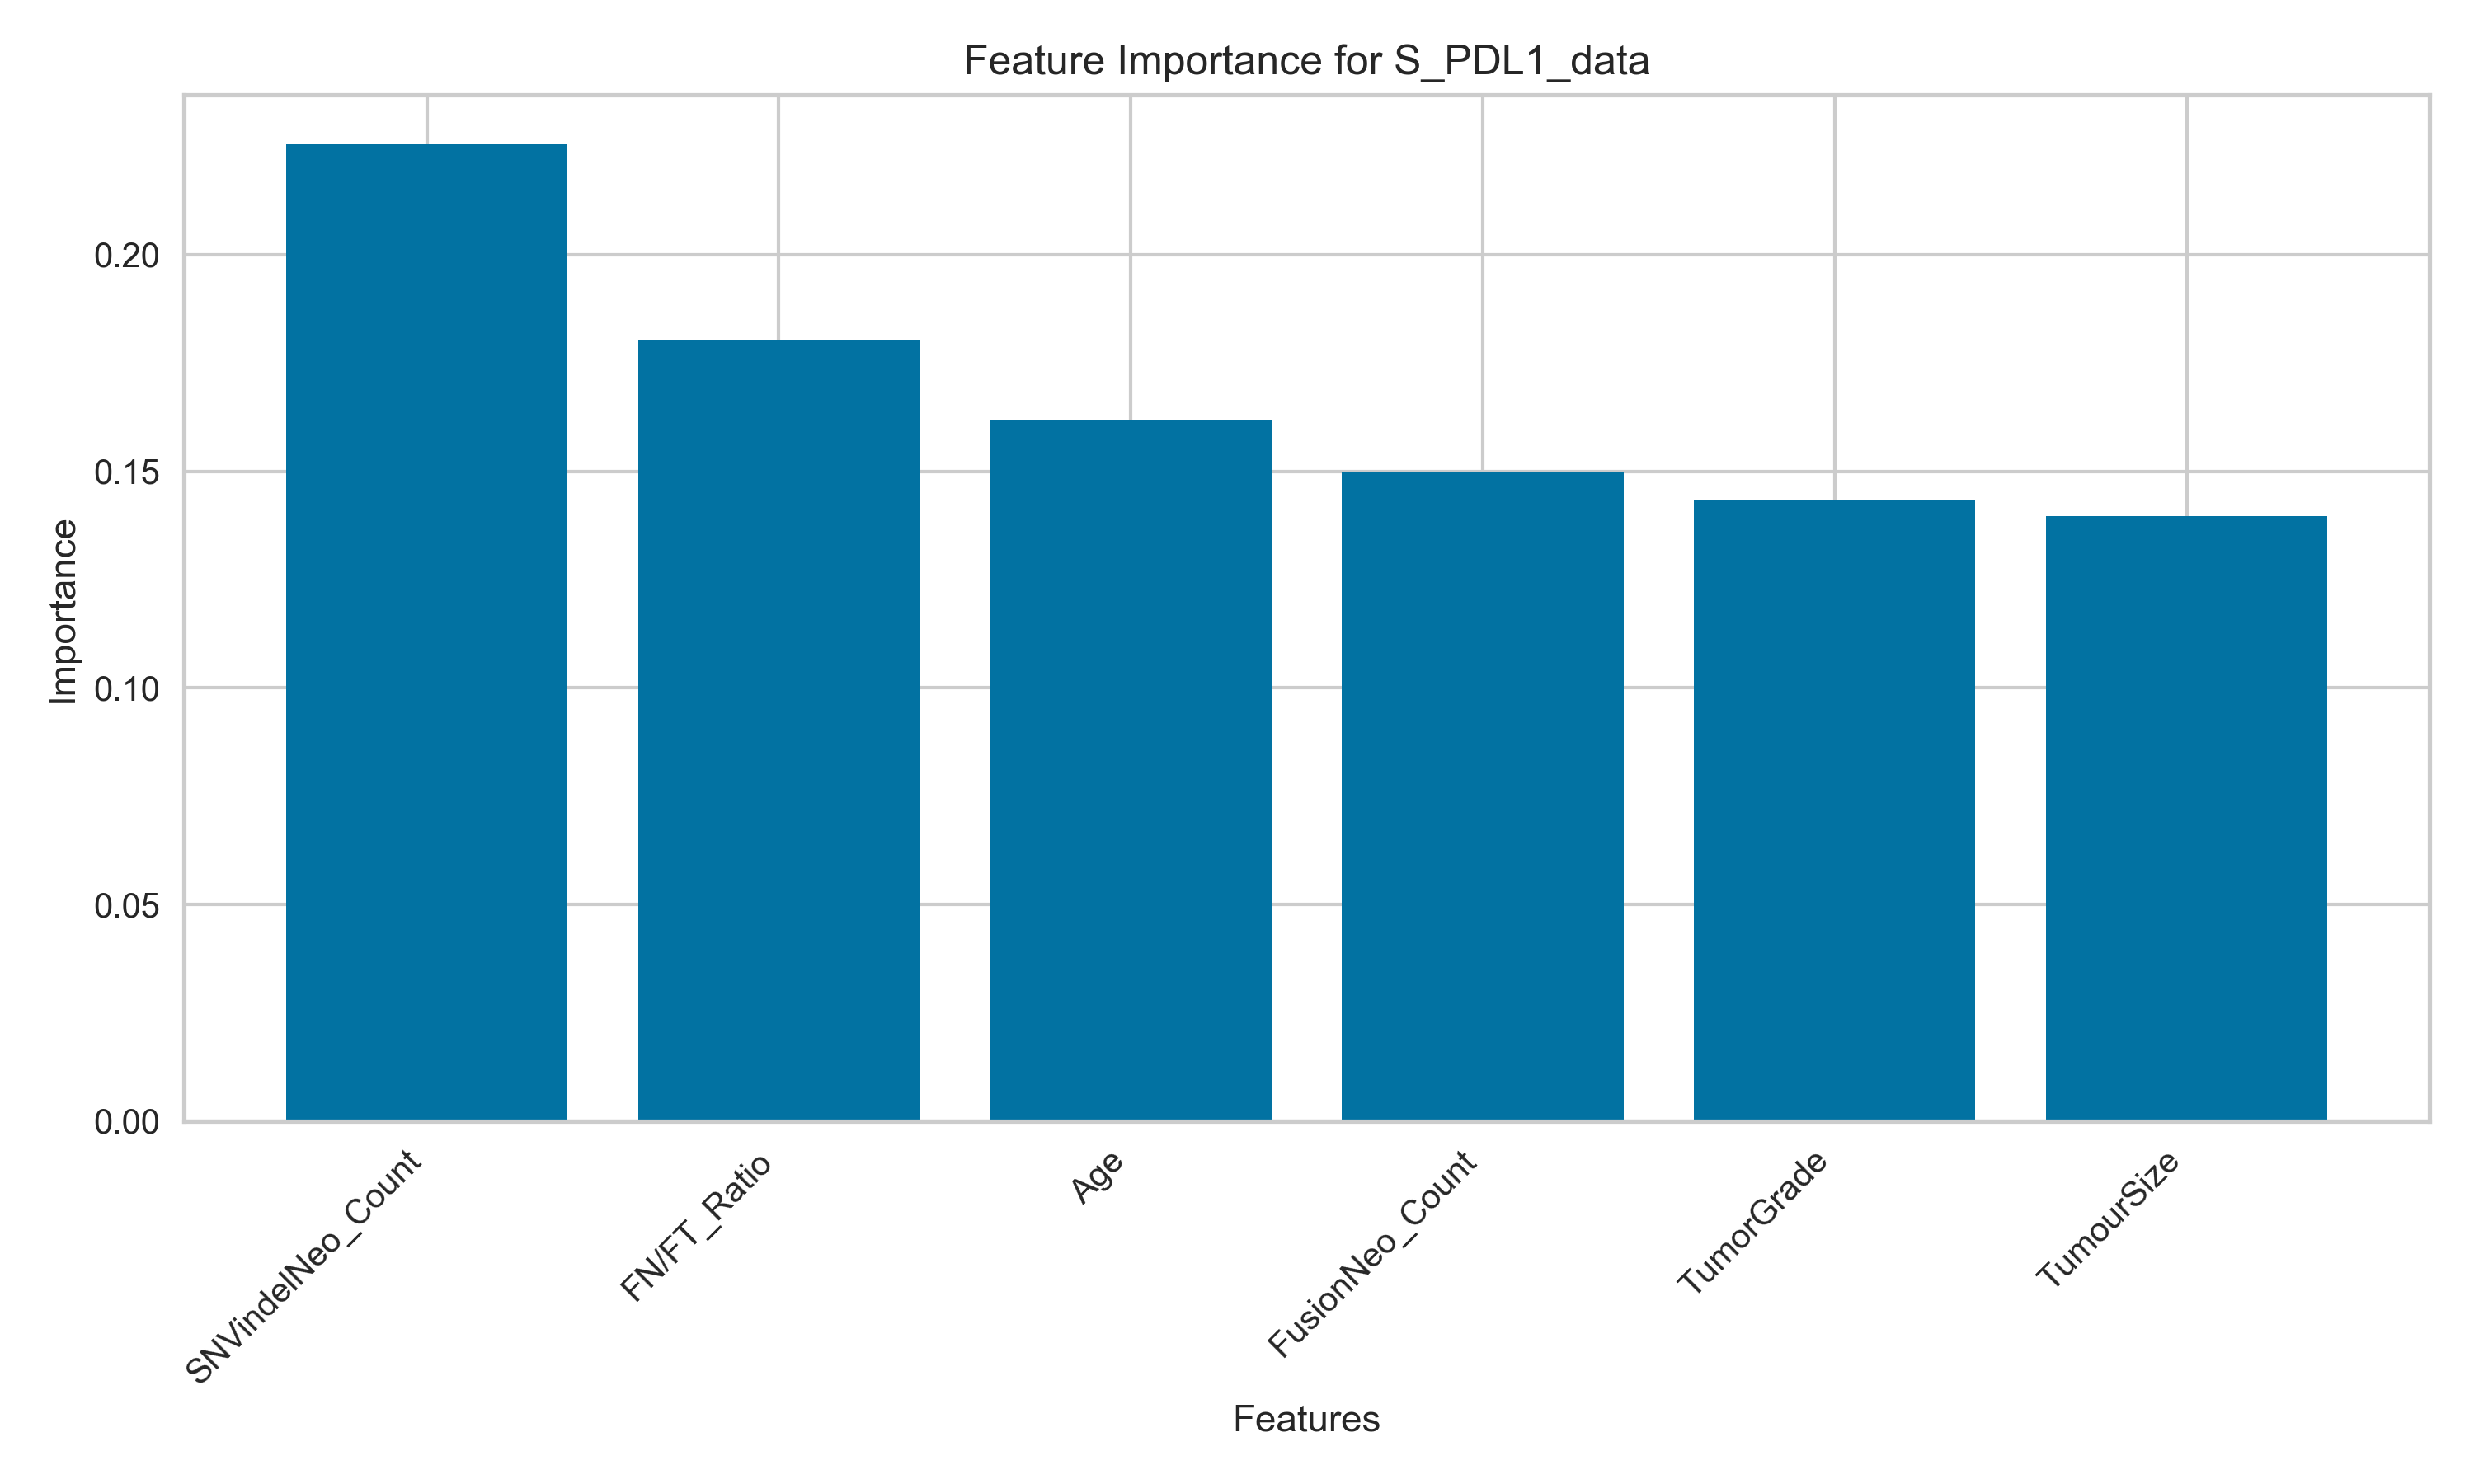 Feature Importance for S_PDL1_data
Importance
0.20
0.15
0.10
0.05
0.00
SNVindelNeo_Count
FN/FT_Ratio
Age
FusionNeo_Count
TumorGrade
TumourSize
Features